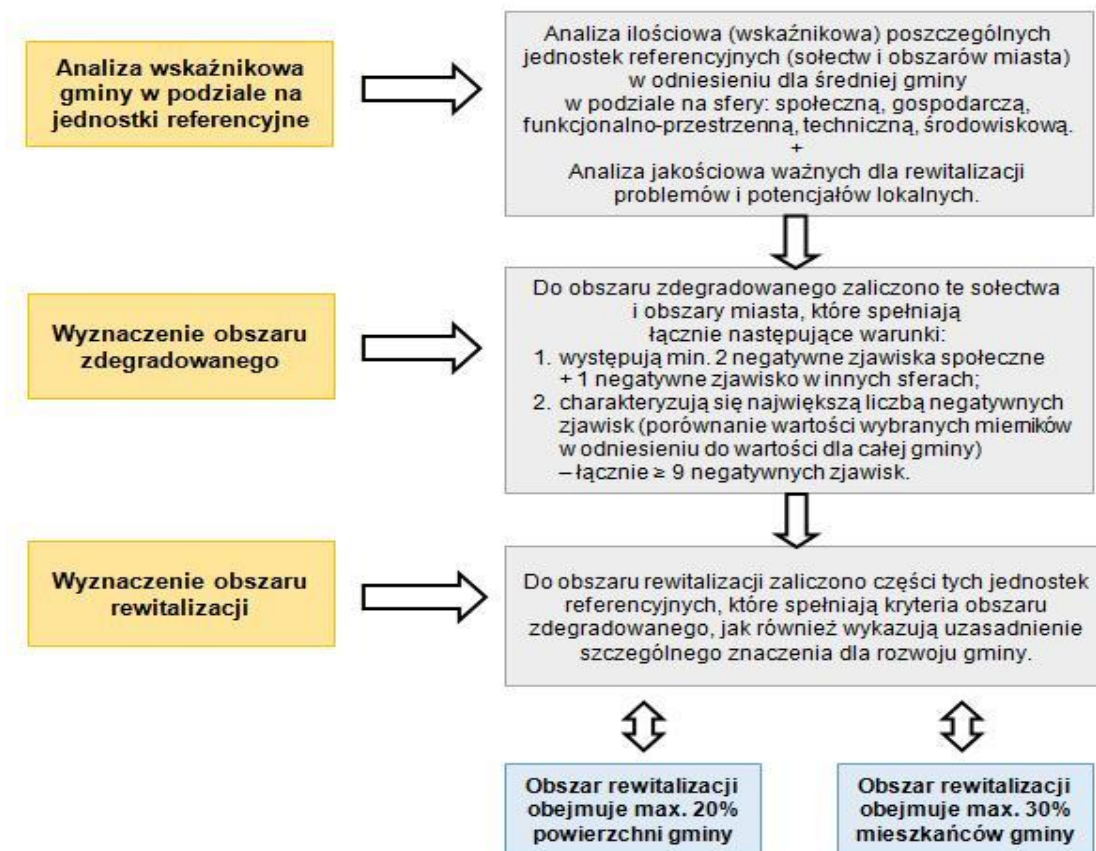 Analiza wskaźnikowa
gminy w podziale na
jednostki referencyjne
Analiza ilościowa (wskaźnikowa) poszczególnych
jednostek referencyjnych (sołectw i obszarów miasta)
w odniesieniu dla średniej gminy
w podziale na sfery: społeczną, gospodarczą,
funkcjonalno-przestrzenną, techniczną, środowiskową.
+
Analiza jakościowa ważnych dla rewitalizacji
problemów i potencjałów lokalnych.
Wyznaczenie obszaru
zdegradowanego
Do obszaru zdegradowanego zaliczono te sołectwa
i obszary miasta, które spełniają
łącznie następujące warunki:
1. występują min. 2 negatywne zjawiska społeczne
+ 1 negatywne zjawisko w innych sferach;
2. charakteryzują się największą liczbą negatywnych
zjawisk (porównanie wartości wybranych mierników
w odniesieniu do wartości dla całej gminy)
– łącznie ≥ 9 negatywnych zjawisk.
Wyznaczenie obszaru
rewitalizacji
Do obszaru rewitalizacji zaliczono części tych jednostek
referencyjnych, które spełniają kryteria obszaru
zdegradowanego, jak również wykazują uzasadnienie
szczególnego znaczenia dla rozwoju gminy.
Obszar rewitalizacji
obejmuje max. 20%
powierzchni gminy
Obszar rewitalizacji
obejmuje max. 30%
mieszkańców gminy